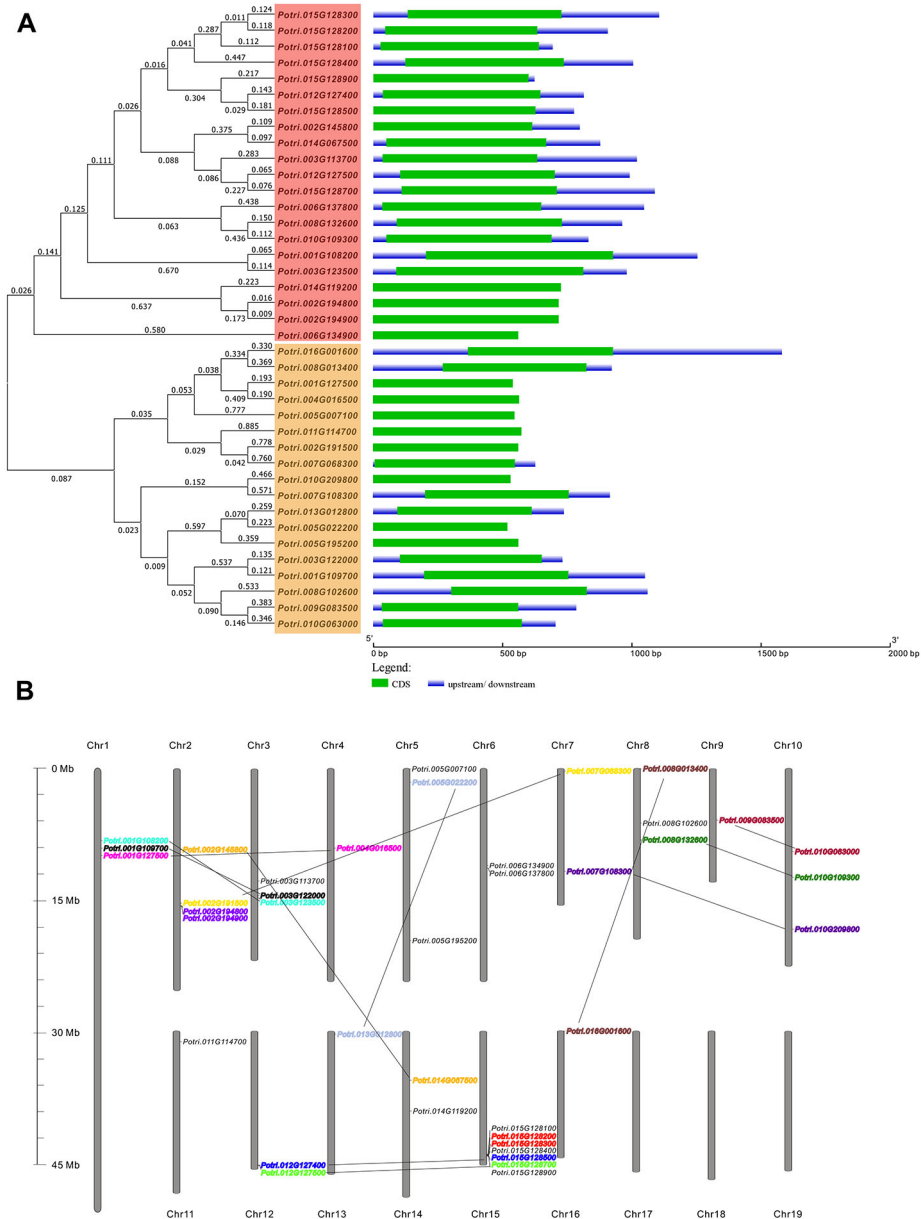 A
0.124
Potri.015G128300
0.011
0.118
Potri.015G128200
0.287
0.112
Potri.015G128100
0.041
0.447
Potri.015G128400
0.016
0.217
Potri.015G128900
0.304
0.143
Potri.012G127400
0.029
0.181
Potri.015G128500
0.026
0.109
Potri.002G145800
0.375
0.097
Potri.014G067500
0.088
0.283
Potri.003G113700
0.086
0.065
Potri.012G127500
0.227
0.076
Potri.015G128700
0.111
0.438
Potri.006G137800
0.063
0.150
Potri.008G132600
0.436
0.112
Potri.010G109300
0.125
0.065
Potri.001G108200
0.670
0.114
Potri.003G123500
0.141
0.223
Potri.014G119200
0.637
0.016
Potri.002G194800
0.173
0.009
Potri.002G194900
0.026
0.580
Potri.006G134900
0.330
Potri.016G001600
0.334
0.369
Potri.008G013400
0.038
0.193
Potri.001G127500
0.409
0.190
Potri.004G016500
0.053
0.777
Potri.005G007100
0.035
0.885
Potri.011G114700
0.029
0.778
Potri.002G191500
0.042
0.760
Potri.007G068300
0.087
0.466
Potri.010G209800
0.152
0.571
Potri.007G108300
0.023
0.259
Potri.013G012800
0.070
0.223
Potri.005G022200
0.597
0.359
Potri.005G195200
0.009
0.135
Potri.003G122000
0.537
0.121
Potri.001G109700
0.052
0.533
Potri.008G102600
0.090
0.383
Potri.009G083500
0.146
0.346
Potri.010G063000
5' 3'
0 bp 500 bp 1000 bp 1500 bp 2000 bp
Legend:
CDS upstream/ downstream
B
Chr1 Chr2 Chr3 Chr4 Chr5 Chr6 Chr7 Chr8 Chr9 Chr10
0 Mb
15 Mb
30 Mb
45 Mb
Potri.001G108200
Potri.001G109700
Potri.001G127500
Potri.002G145800
Potri.002G191500
Potri.002G194800
Potri.002G194900
Potri.003G113700
Potri.003G122000
Potri.003G123500
Potri.004G016500
Potri.005G007100
Potri.005G022200
Potri.005G195200
Potri.006G134900
Potri.006G137800
Potri.007G068300
Potri.007G108300
Potri.008G013400
Potri.008G102600
Potri.008G132600
Potri.009G083500
Potri.010G063000
Potri.010G109300
Potri.010G209800
Potri.011G114700
Potri.012G127400
Potri.012G127500
Potri.013G012800
Potri.014G067500
Potri.014G119200
Potri.015G128100
Potri.015G128200
Potri.015G128300
Potri.015G128400
Potri.015G128500
Potri.015G128700
Potri.015G128900
Potri.016G001600
Chr11 Chr12 Chr13 Chr14 Chr15 Chr16 Chr17 Chr18 Chr19